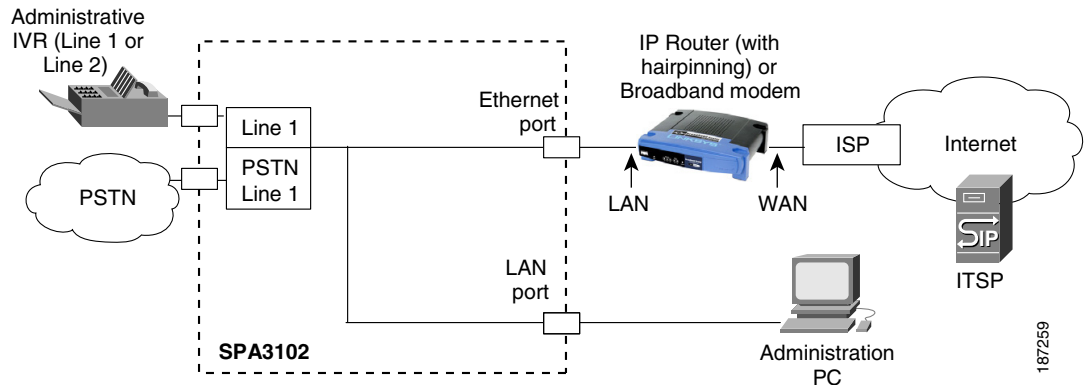 Administrative
IVR (Line 1 or
Line 2)
IP Router (with
hairpinning) or
Broadband modem
Ethernet
port
Line 1
PSTN
Line 1
PSTN
LAN
WAN
ISP
Internet
SIP
ITSP
LAN
port
SPA3102
Administration
PC
187259